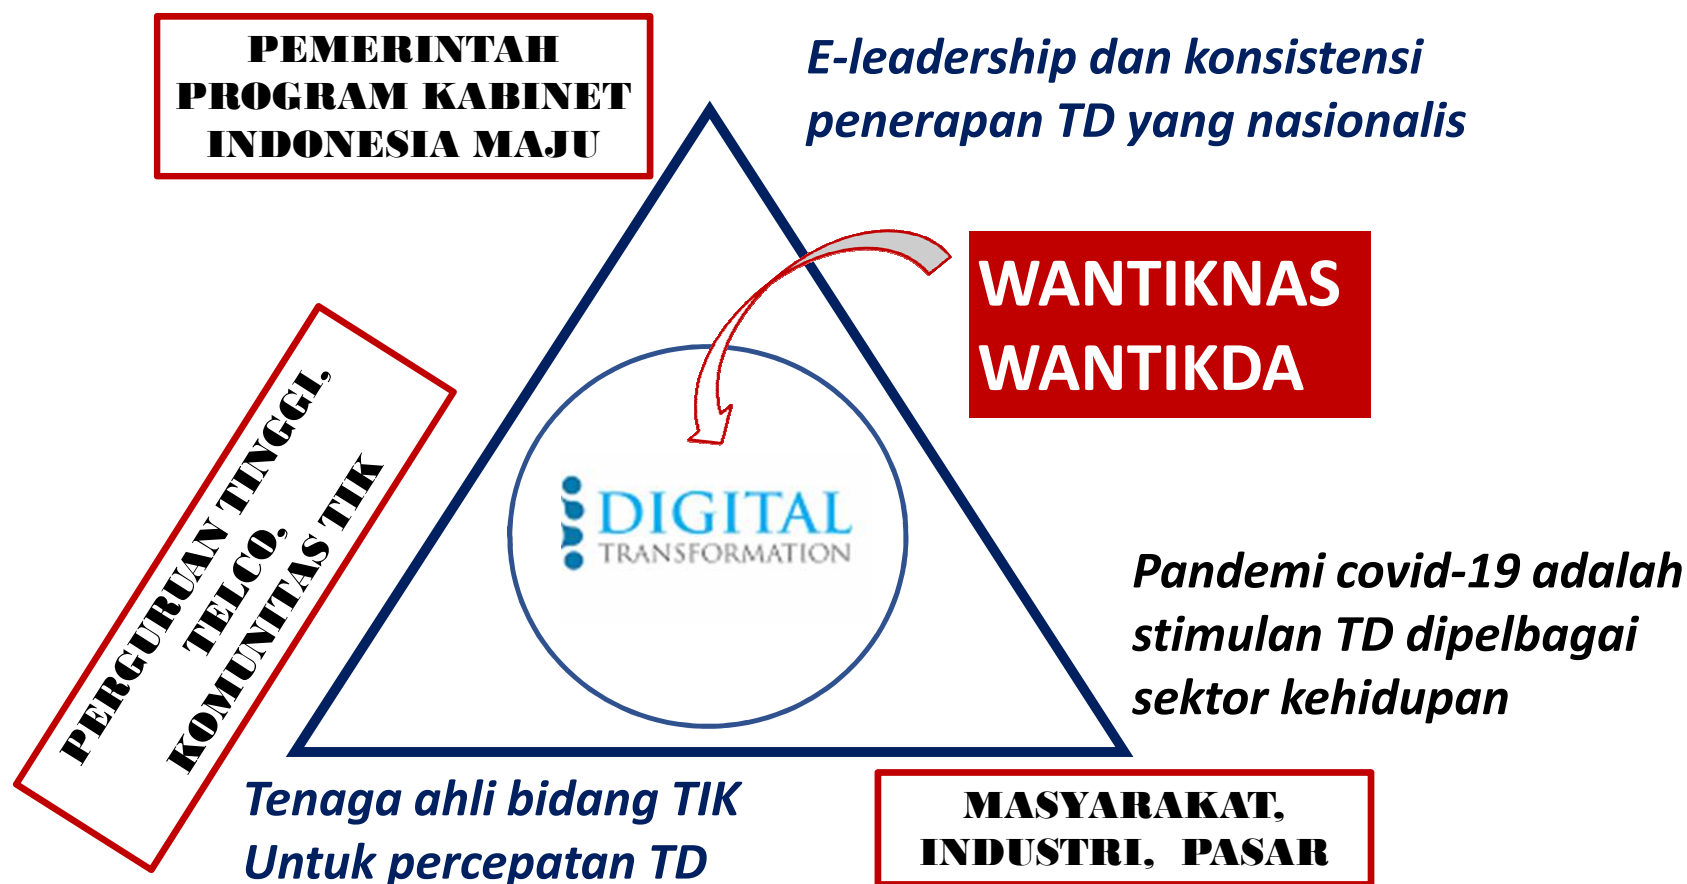 PEMERINTAH
PROGRAM KABINET
INDONESIA MAJU
E-leadership dan konsistensi
penerapan TD yang nasionalis
WANTIKNAS
WANTIKDA
PERGURUAN TINGGI,
TELCO,
KOMUNITAS TIK
DIGITAL
TRANSFORMATION
Pandemi covid-19 adalah
stimulan TD dipelbagai
sektor kehidupan
Tenaga ahli bidang TIK
Untuk percepatan TD
MASYARAKAT,
INDUSTRI, PASAR